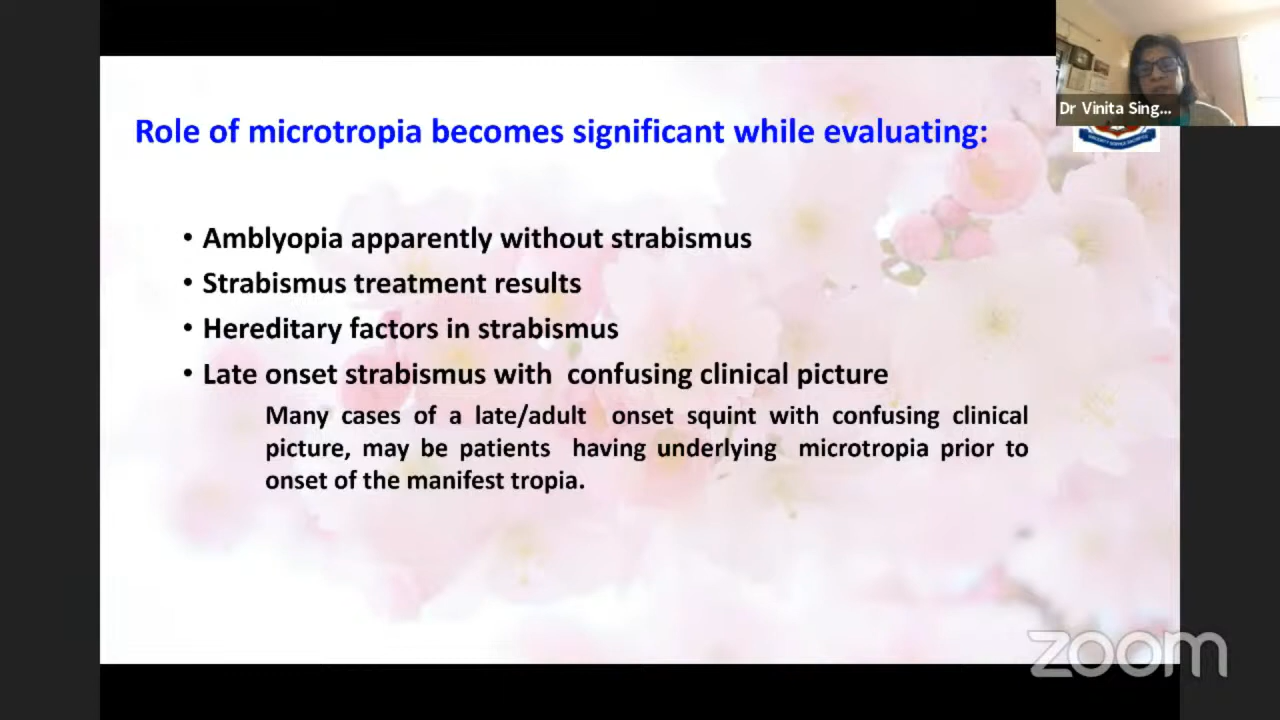 Dr Vinita Sing...
Role of microtropia becomes significant while evaluating:
• Amblyopia apparently without strabismus
• Strabismus treatment results
• Hereditary factors in strabismus
• Late onset strabismus with confusing clinical picture
Many cases of a late/adult onset squint with confusing clinical
picture, may be patients having underlying microtropia prior to
onset of the manifest tropia.
zoom